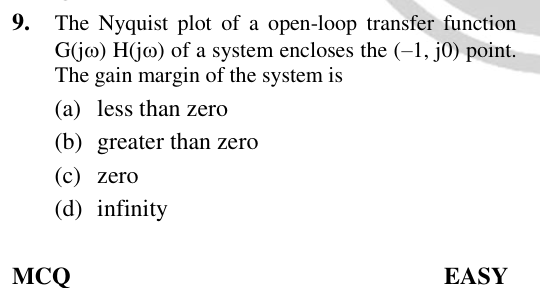 9. The Nyquist plot of a open-loop transfer function
G(jω) H(jω) of a system encloses the (–1, j0) point.
The gain margin of the system is
(a) less than zero
(b) greater than zero
(c) zero
(d) infinity
MCQ EASY